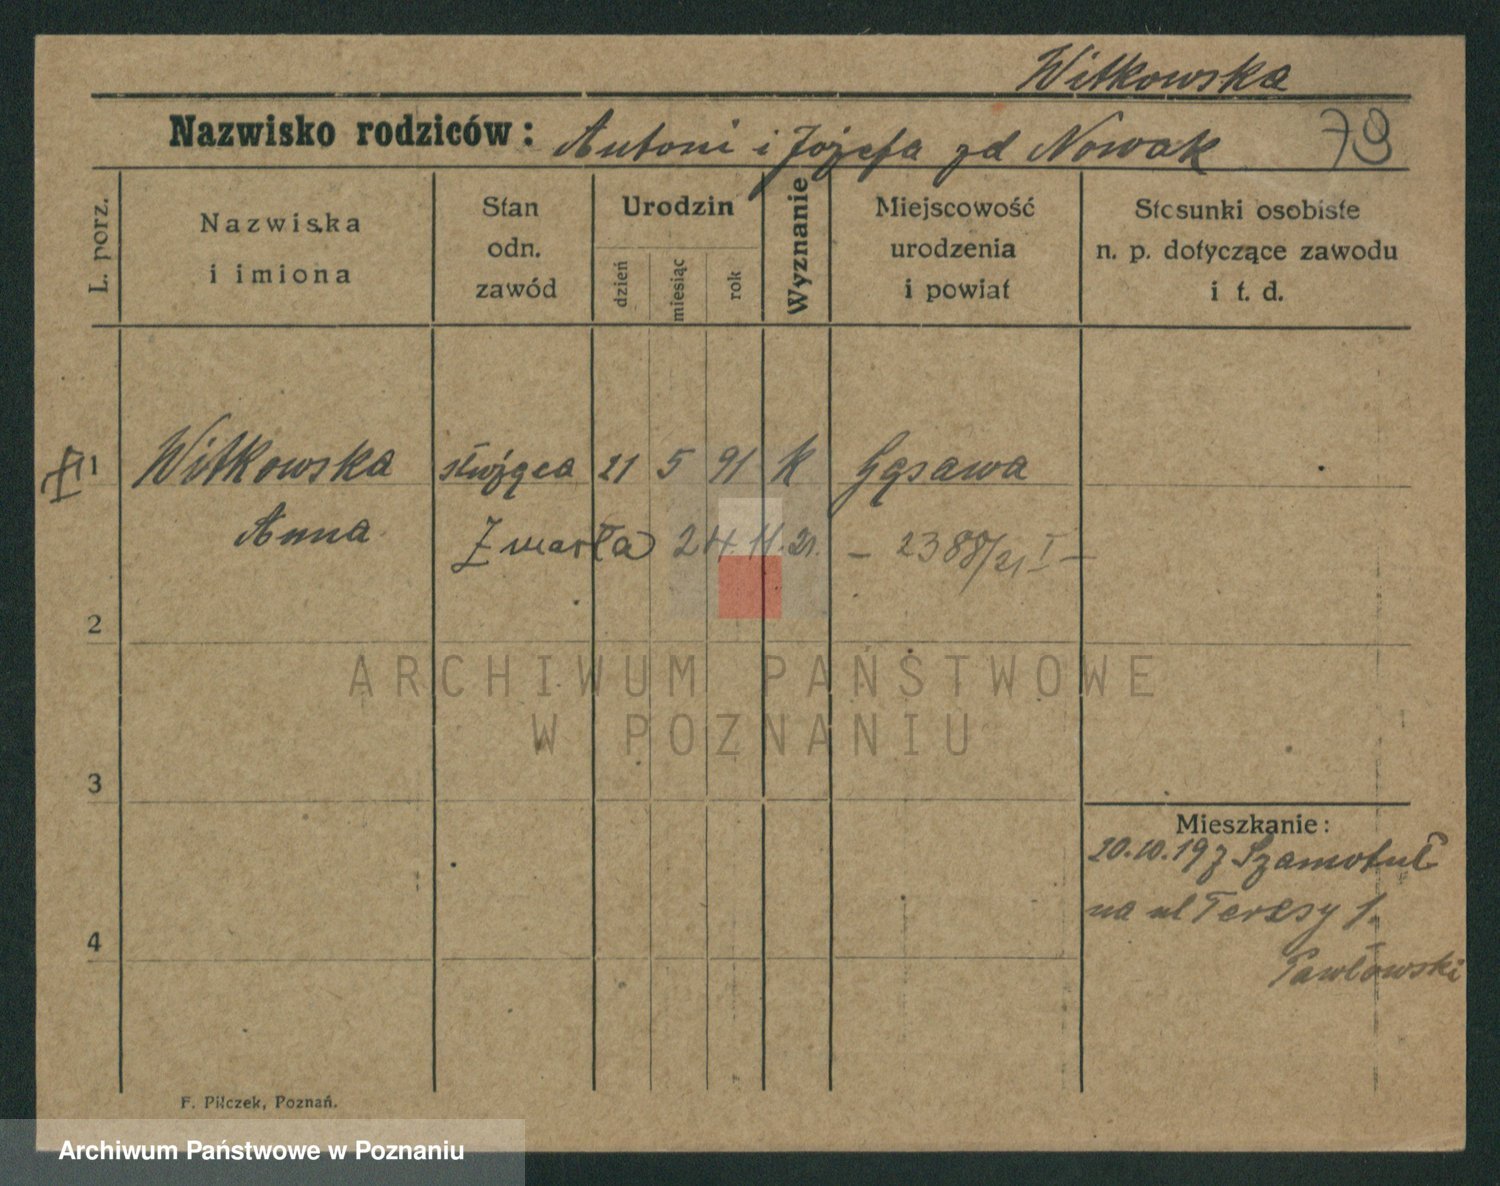 Witkowska
Nazwisko rodziców: Antoni i Józefa zd Nowak 79
L. porz.
Nazwiska
i imiona
Stan
odn.
zawód
Urodzin
dzień
miesiąc
rok
Wyznanie
Miejscowość
urodzenia
i powiat
Stosunki osobiste
n. p. dotyczące zawodu
i t. d.
1 Witkowska służąca 21 5 91 K Gąsawa
Anna Zmarła 24.11.21. – 2388/21 I –
2
3
4
Mieszkanie:
20.10.19 z Szamotuł
na ul Teresy 1.
Pawłowski
F. Pilczek, Poznań.
ARCHIWUM PAŃSTWOWE
W POZNANIU
Archiwum Państwowe w Poznaniu